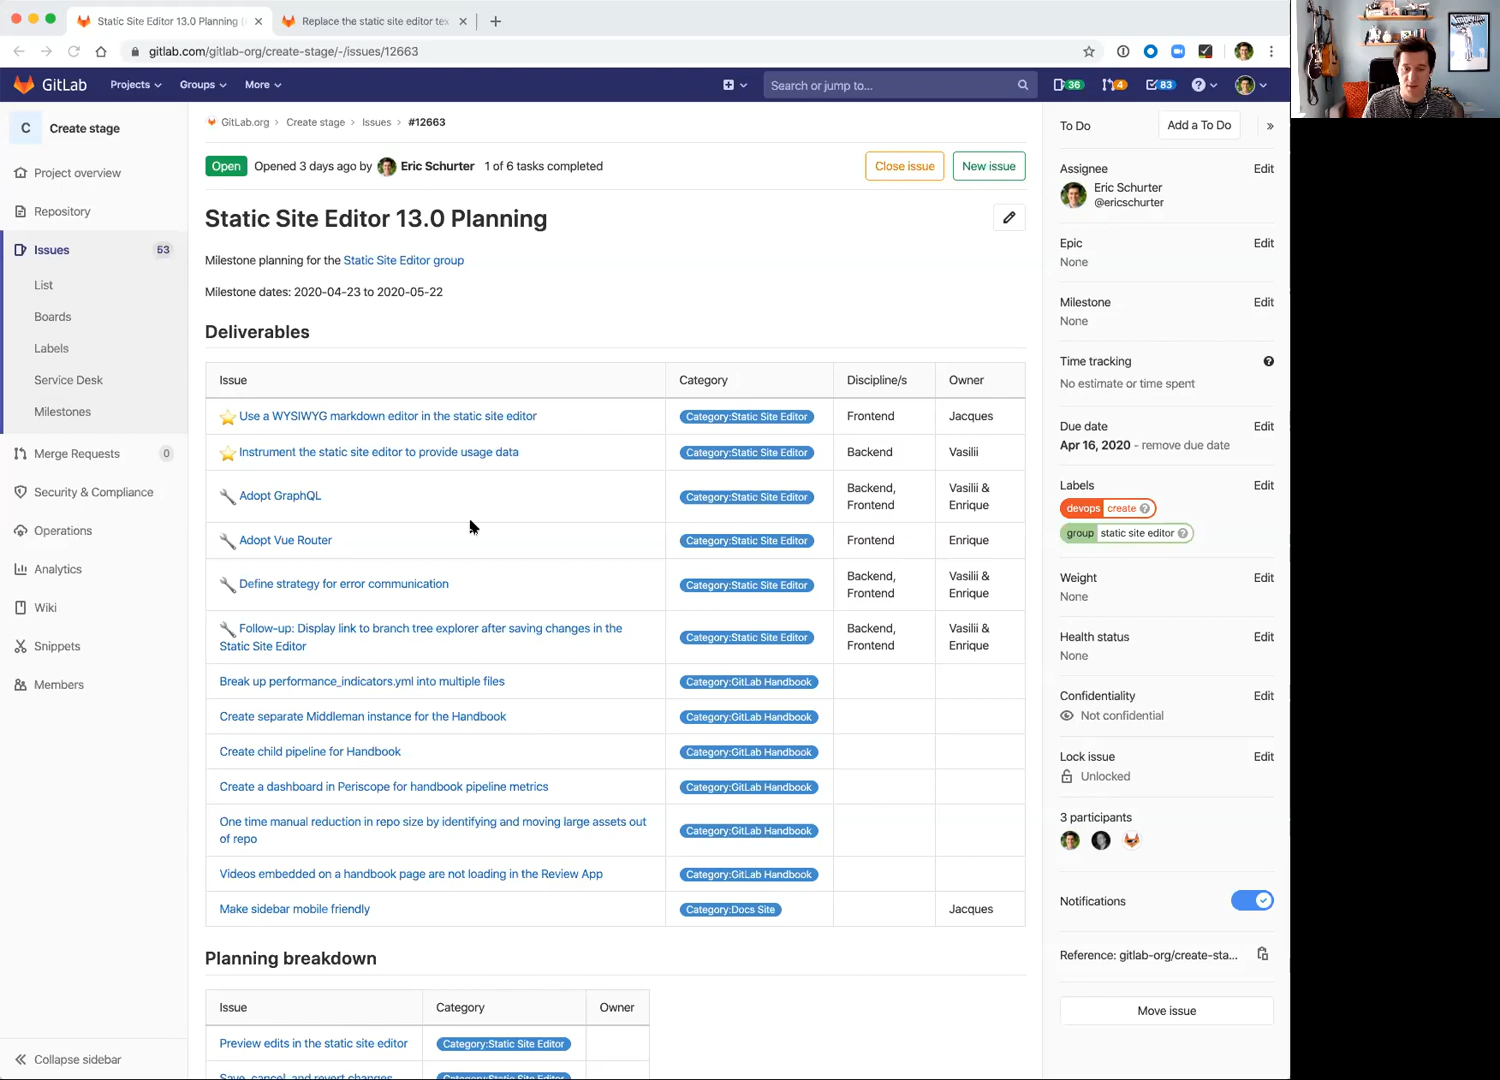 Static Site Editor 13.0 Planning (
Replace the static site editor tex
gitlab.com/gitlab-org/create-stage/-/issues/12663
GitLab
Projects
Groups
More
Search or jump to...
36
4
83
C
Create stage
Project overview
Repository
Issues
53
List
Boards
Labels
Service Desk
Milestones
Merge Requests
0
Security & Compliance
Operations
Analytics
Wiki
Snippets
Members
Collapse sidebar
GitLab.org > Create stage > Issues > #12663
Open Opened 3 days ago by Eric Schurter 1 of 6 tasks completed
Close issue
New issue
Static Site Editor 13.0 Planning
Milestone planning for the Static Site Editor group
Milestone dates: 2020-04-23 to 2020-05-22
Deliverables
Issue Category Discipline/s Owner
Use a WYSIWYG markdown editor in the static site editor Category:Static Site Editor Frontend Jacques
Instrument the static site editor to provide usage data Category:Static Site Editor Backend Vasilii
Adopt GraphQL Category:Static Site Editor Backend, Frontend Vasilii & Enrique
Adopt Vue Router Category:Static Site Editor Frontend Enrique
Define strategy for error communication Category:Static Site Editor Backend, Frontend Vasilii & Enrique
Follow-up: Display link to branch tree explorer after saving changes in the
Static Site Editor Category:Static Site Editor Backend, Frontend Vasilii & Enrique
Break up performance_indicators.yml into multiple files Category:GitLab Handbook
Create separate Middleman instance for the Handbook Category:GitLab Handbook
Create child pipeline for Handbook Category:GitLab Handbook
Create a dashboard in Periscope for handbook pipeline metrics Category:GitLab Handbook
One time manual reduction in repo size by identifying and moving large assets out
of repo Category:GitLab Handbook
Videos embedded on a handbook page are not loading in the Review App Category:GitLab Handbook
Make sidebar mobile friendly Category:Docs Site Jacques
Planning breakdown
Issue Category Owner
Preview edits in the static site editor Category:Static Site Editor
Save, cancel, and revert changes Category:Static Site Editor
To Do
Add a To Do
Assignee Edit
Eric Schurter
@ericschurter
Epic Edit
None
Milestone Edit
None
Time tracking
No estimate or time spent
Due date Edit
Apr 16, 2020 - remove due date
Labels Edit
devops create
group static site editor
Weight Edit
None
Health status Edit
None
Confidentiality Edit
Not confidential
Lock issue Edit
Unlocked
3 participants
Notifications
Reference: gitlab-org/create-sta...
Move issue